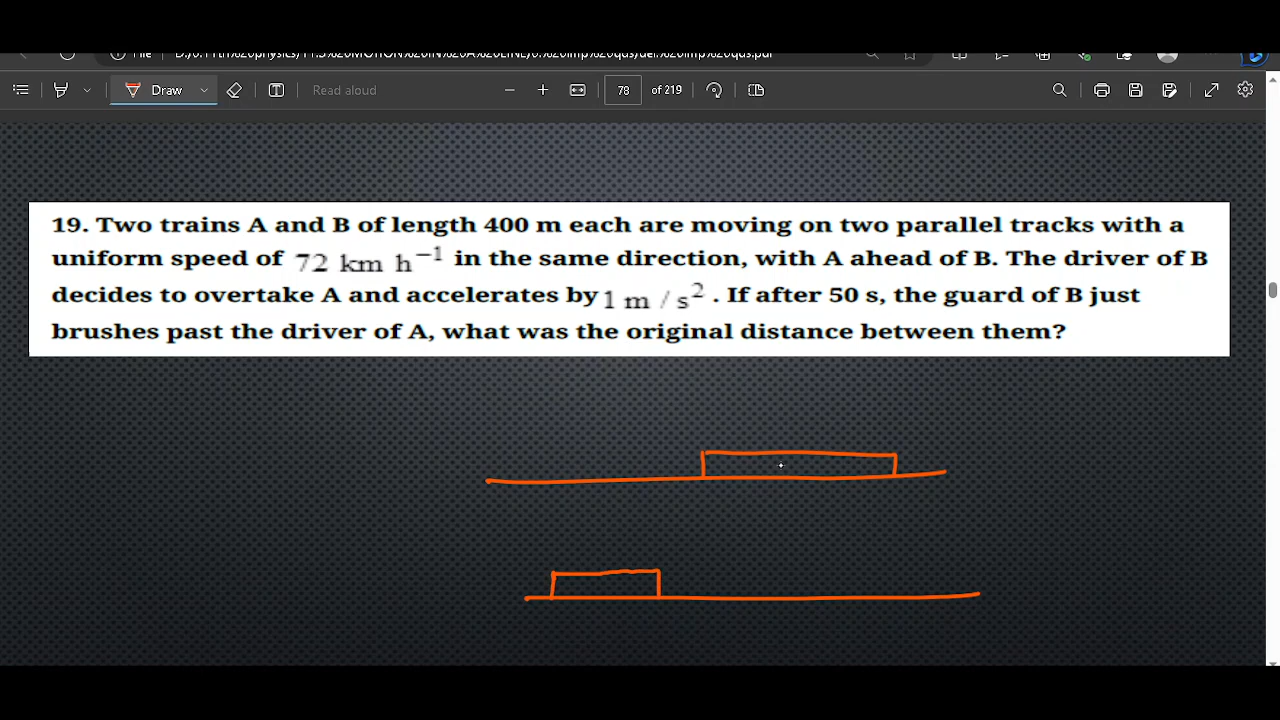 Draw
Read aloud
78 of 219
19. Two trains A and B of length 400 m each are moving on two parallel tracks with a
uniform speed of 72 km h⁻¹ in the same direction, with A ahead of B. The driver of B
decides to overtake A and accelerates by 1 m / s² . If after 50 s, the guard of B just
brushes past the driver of A, what was the original distance between them?